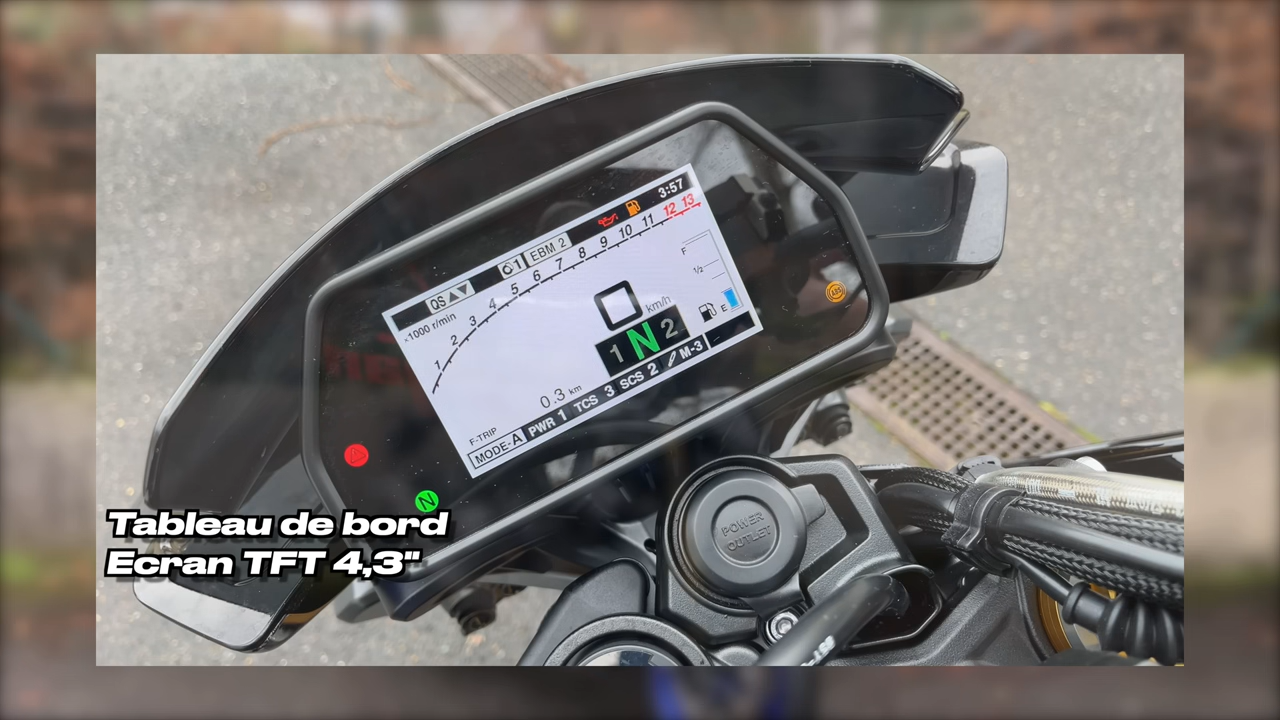 3:57
QS
1 EBM 2
x1000 r/min
1 2 3 4 5 6 7 8 9 10 11 12 13
F
1/2
E
0 km/h
1 N 2
0.3 km
F-TRIP
MODE-A PWR 1 TCS 3 SCS 2 M-3
N
POWER
OUTLET
Tableau de bord
Ecran TFT 4,3"